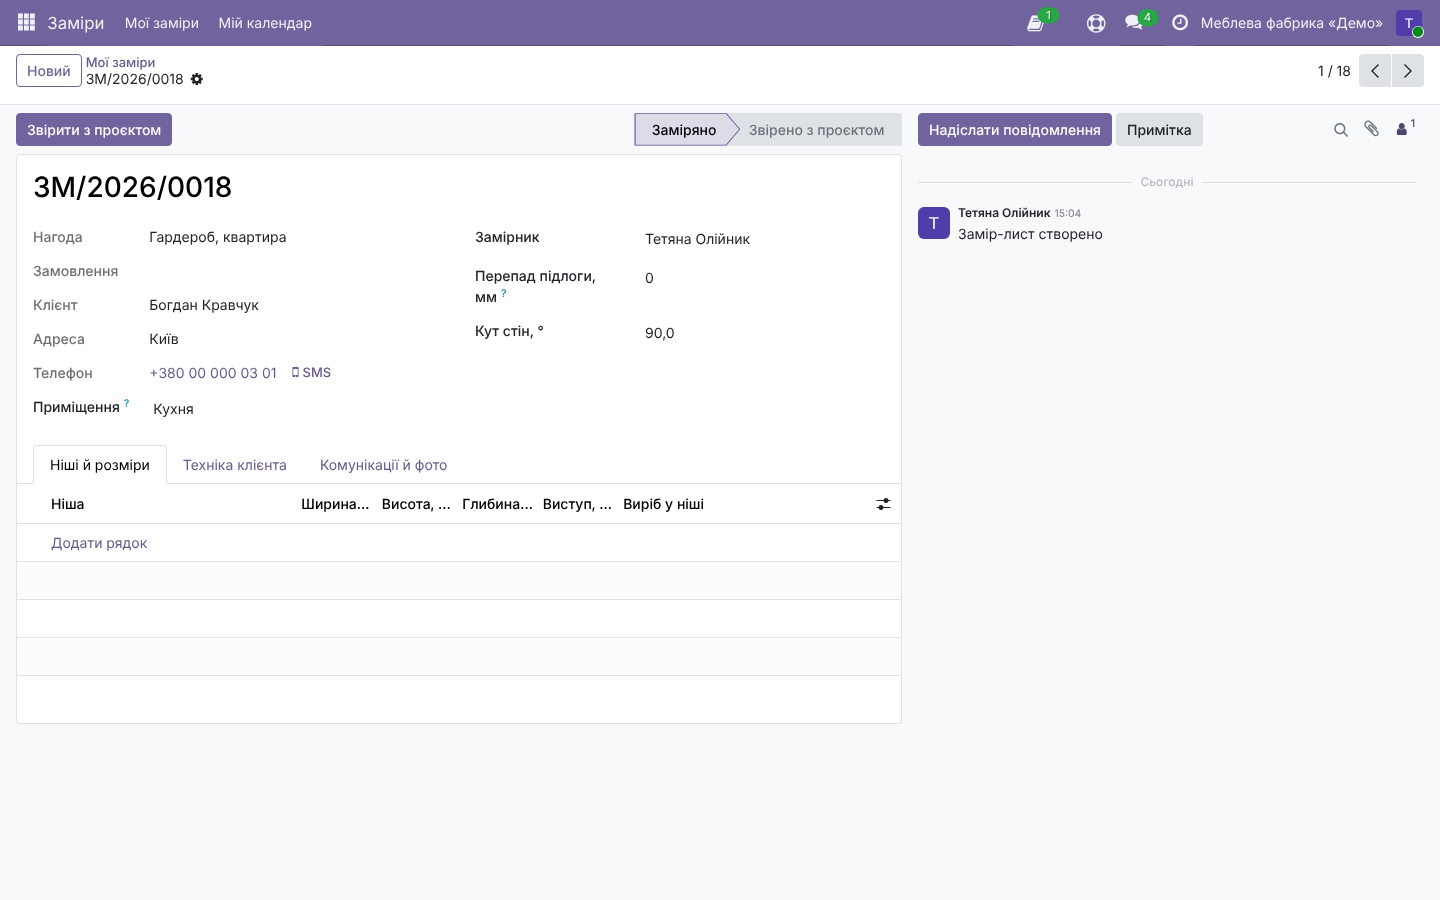 Заміри
Мої заміри
Мій календар
1
4
Меблева фабрика «Демо»
T
Новий
Мої заміри
ЗМ/2026/0018
1 / 18
Звірити з проєктом
Заміряно
Звірено з проєктом
Надіслати повідомлення
Примітка
1
ЗМ/2026/0018
Нагода
Гардероб, квартира
Замовлення
Клієнт
Богдан Кравчук
Адреса
Київ
Телефон
+380 00 000 03 01
SMS
Приміщення ?
Кухня
Замірник
Тетяна Олійник
Перепад підлоги,
мм ?
0
Кут стін, °
90,0
Ніші й розміри
Техніка клієнта
Комунікації й фото
Ніша
Ширина...
Висота, ...
Глибина...
Виступ, ...
Виріб у ніші
Додати рядок
Сьогодні
Т
Тетяна Олійник 15:04
Замір-лист створено